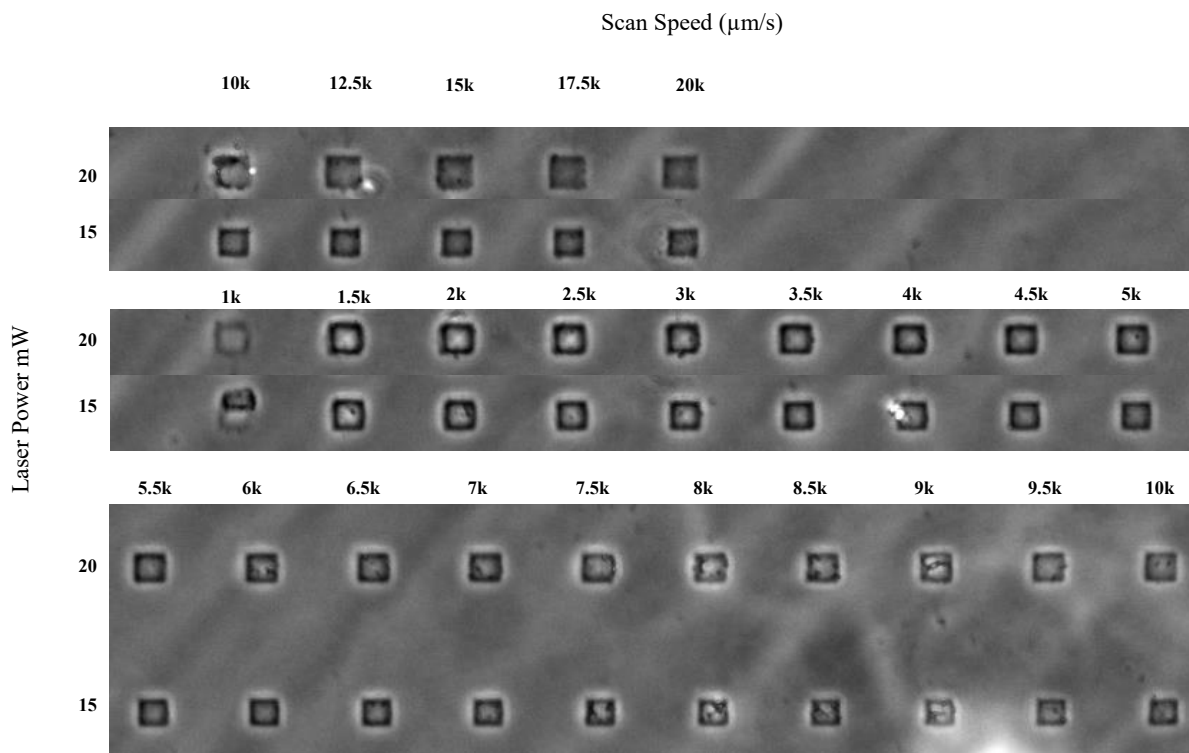 Scan Speed (µm/s)
10k 12.5k 15k 17.5k 20k
20
15
1k 1.5k 2k 2.5k 3k 3.5k 4k 4.5k 5k
20
15
Laser Power mW
5.5k 6k 6.5k 7k 7.5k 8k 8.5k 9k 9.5k 10k
20
15